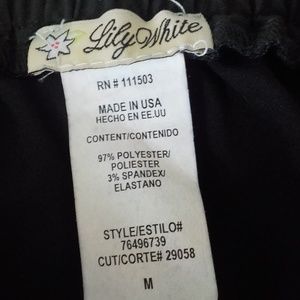 Lily White
RN # 111503
MADE IN USA
HECHO EN EE.UU
CONTENT/CONTENIDO
97% POLYESTER/
POLIESTER
3% SPANDEX/
ELASTANO
STYLE/ESTILO#
76496739
CUT/CORTE# 29058
M